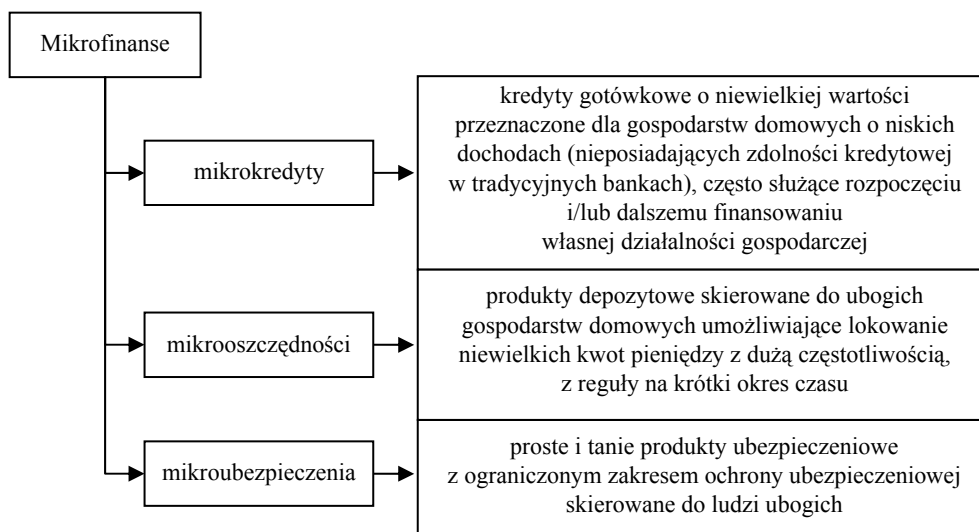 Mikrofinanse
mikrokredyty
kredyty gotówkowe o niewielkiej wartości
przeznaczone dla gospodarstw domowych o niskich
dochodach (nieposiadających zdolności kredytowej
w tradycyjnych bankach), często służące rozpoczęciu
i/lub dalszemu finansowaniu
własnej działalności gospodarczej
mikrooszczędności
produkty depozytowe skierowane do ubogich
gospodarstw domowych umożliwiające lokowanie
niewielkich kwot pieniędzy z dużą częstotliwością,
z reguły na krótki okres czasu
mikroubezpieczenia
proste i tanie produkty ubezpieczeniowe
z ograniczonym zakresem ochrony ubezpieczeniowej
skierowane do ludzi ubogich